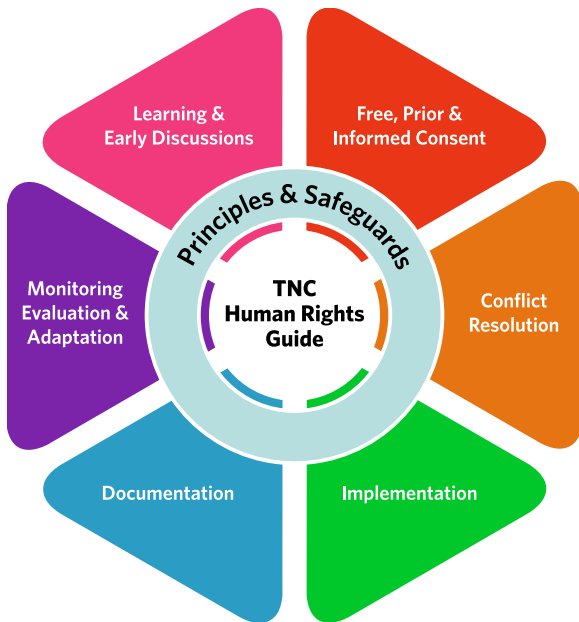 Learning &
Early Discussions
Free, Prior &
Informed Consent
Principles & Safeguards
Monitoring
Evaluation &
Adaptation
TNC
Human Rights
Guide
Conflict
Resolution
Documentation
Implementation